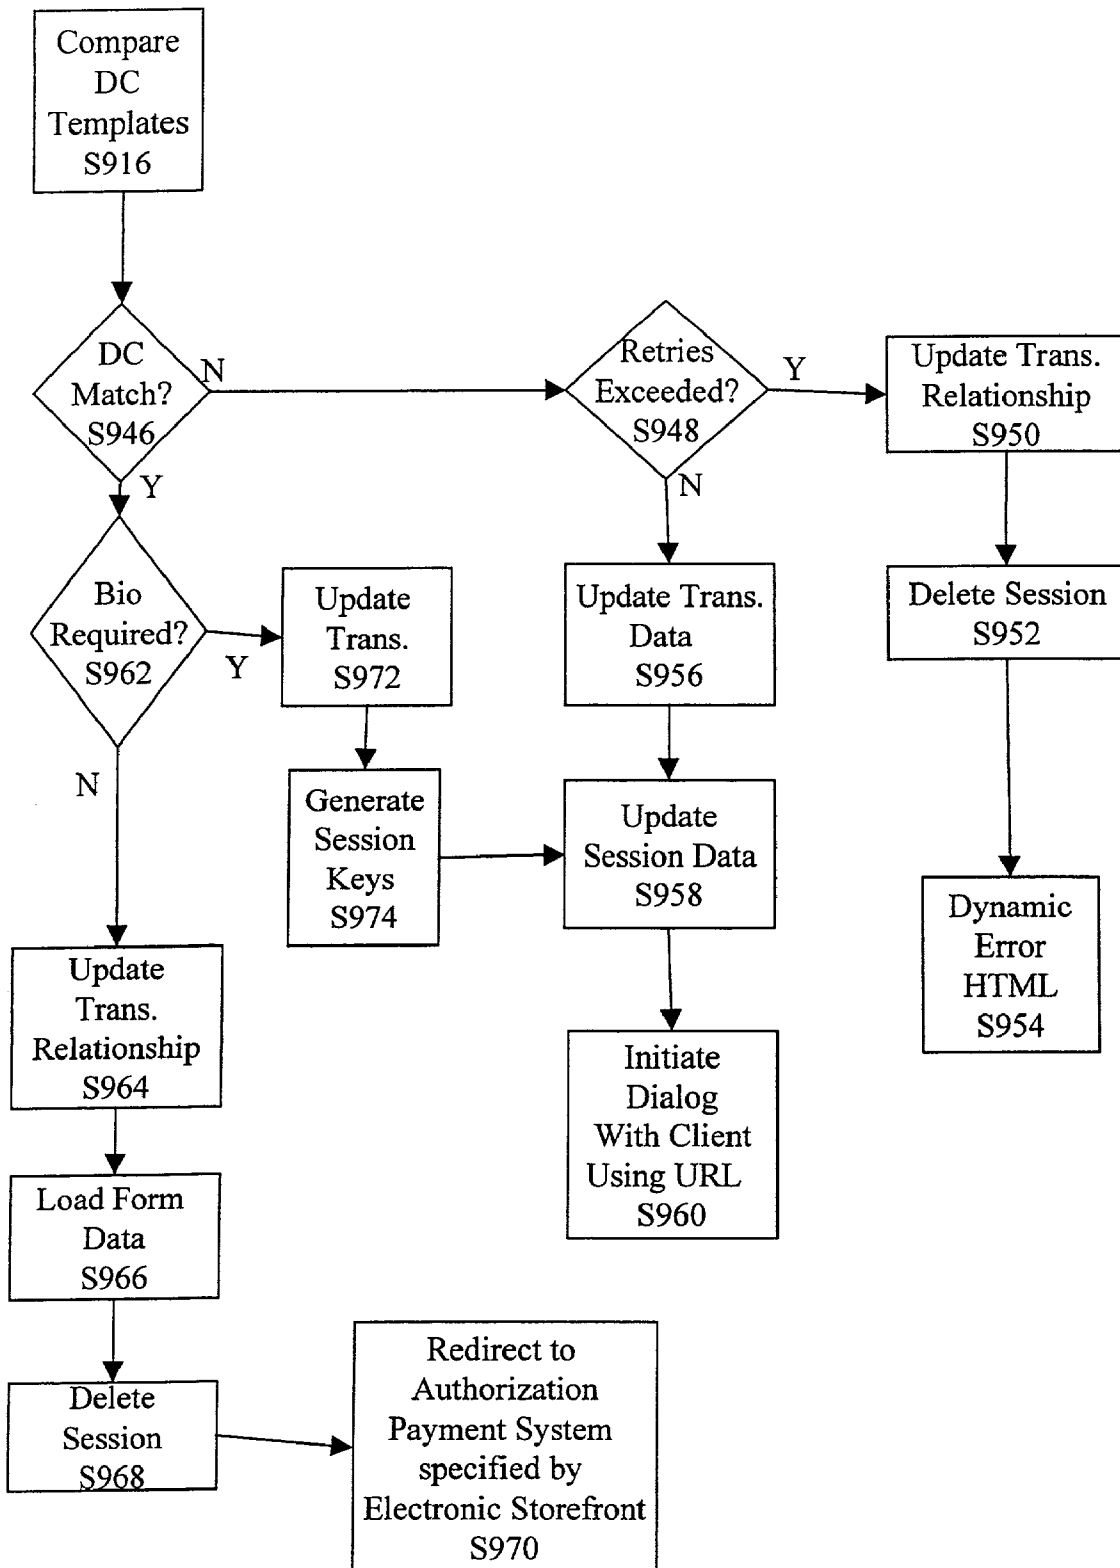 Compare
DC
Templates
S916
DC
Match?
S946
N
Y
Retries
Exceeded?
S948
Y
N
Update Trans.
Relationship
S950
Bio
Required?
S962
Y
N
Update
Trans.
S972
Update Trans.
Data
S956
Delete Session
S952
Generate
Session
Keys
S974
Update
Session Data
S958
Dynamic
Error
HTML
S954
Update
Trans.
Relationship
S964
Initiate
Dialog
With Client
Using URL
S960
Load Form
Data
S966
Delete
Session
S968
Redirect to
Authorization
Payment System
specified by
Electronic Storefront
S970